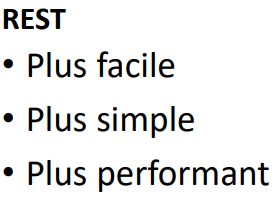 REST
• Plus facile
• Plus simple
• Plus performant